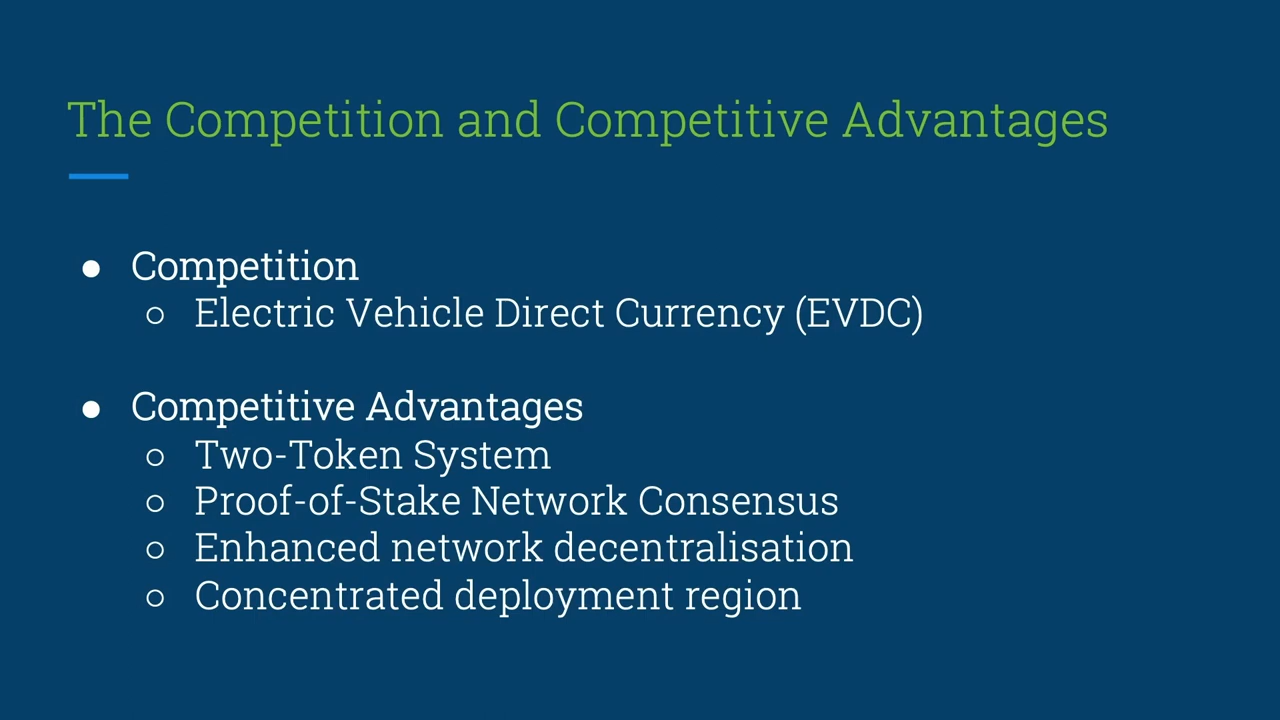 The Competition and Competitive Advantages
● Competition
○ Electric Vehicle Direct Currency (EVDC)
● Competitive Advantages
○ Two-Token System
○ Proof-of-Stake Network Consensus
○ Enhanced network decentralisation
○ Concentrated deployment region